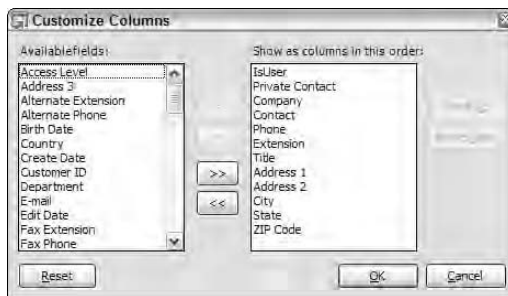 Customize Columns
Availablefields:
Show as columns in this order:
Access Level
Address 3
Alternate Extension
Alternate Phone
Birth Date
Country
Create Date
Customer ID
Department
E-mail
Edit Date
Fax Extension
Fax Phone
>>
<<
IsUser
Private Contact
Company
Contact
Phone
Extension
Title
Address 1
Address 2
City
State
ZIP Code
Reset
OK
Cancel